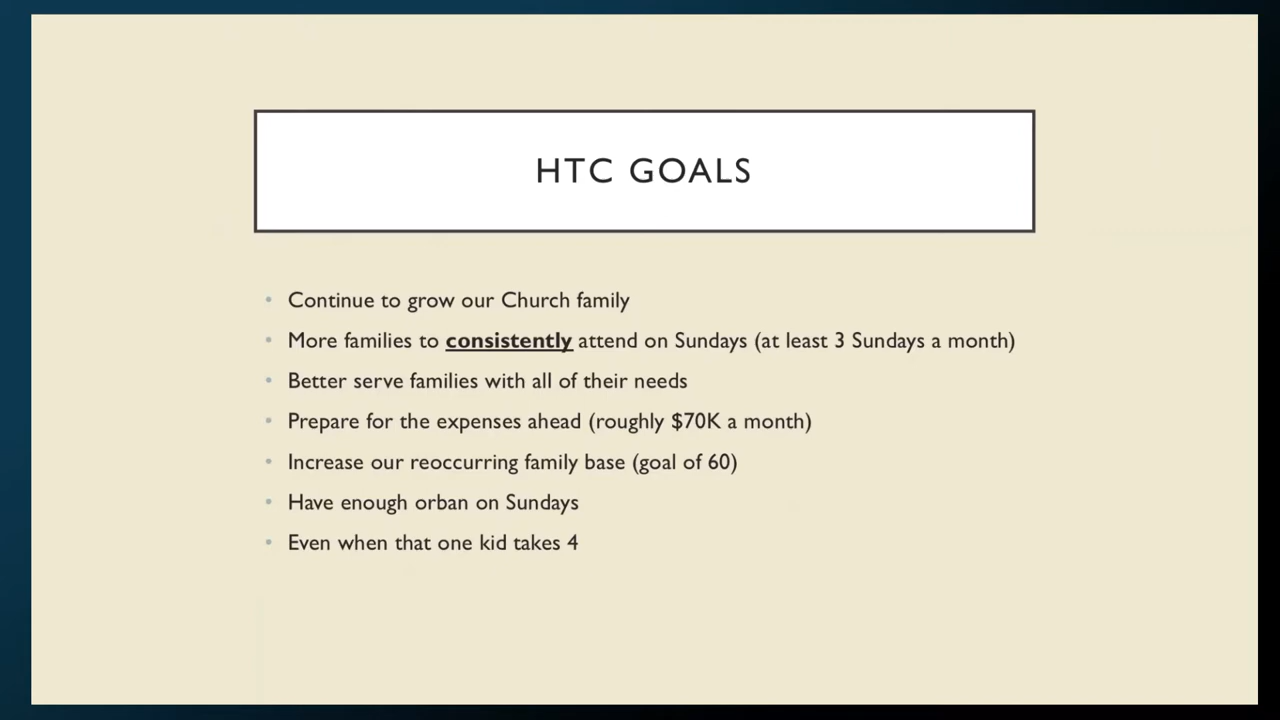 HTC GOALS
• Continue to grow our Church family
• More families to consistently attend on Sundays (at least 3 Sundays a month)
• Better serve families with all of their needs
• Prepare for the expenses ahead (roughly $70K a month)
• Increase our reoccurring family base (goal of 60)
• Have enough orban on Sundays
• Even when that one kid takes 4